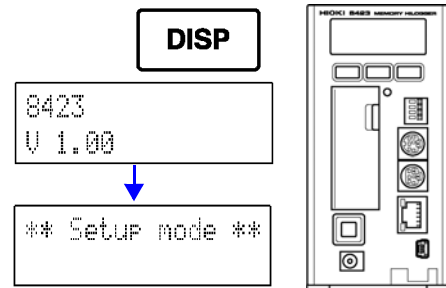 DISP
8423
V 1.00
** Setup mode **
HIOKI 8423 MEMORY HiLOGGER